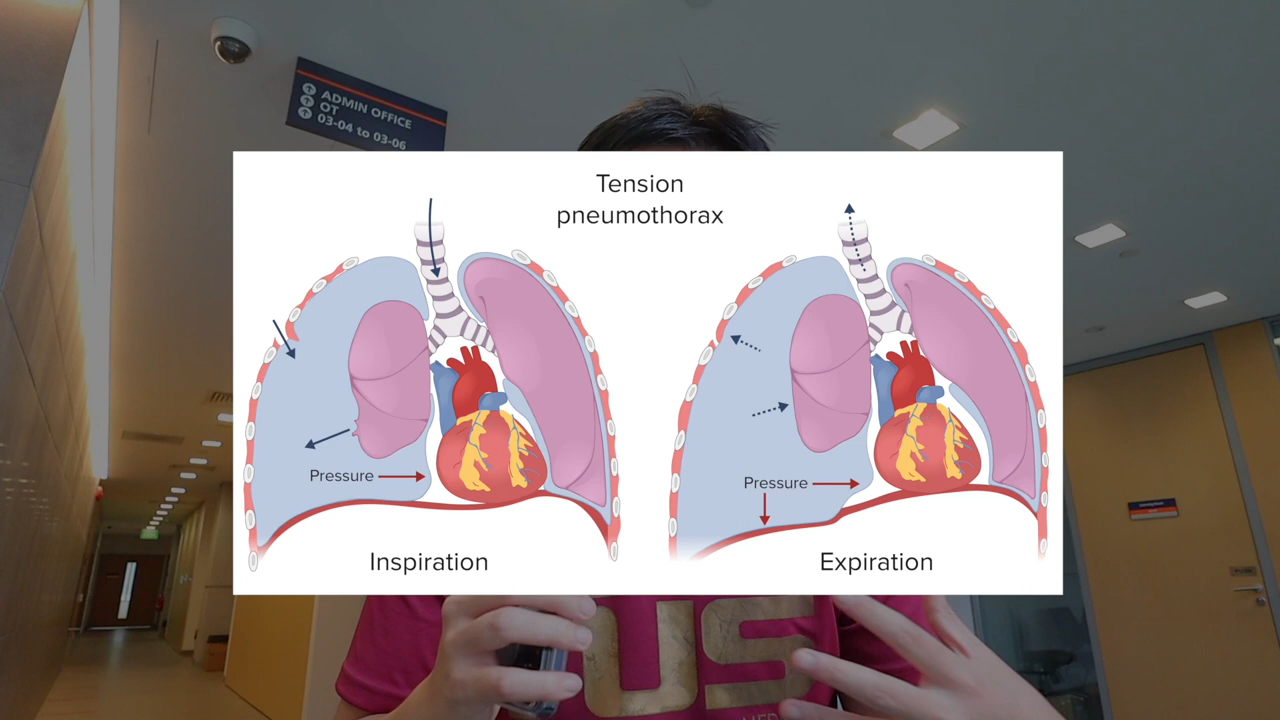 ADMIN OFFICE
OT
03-04 to 03-06
Tension
pneumothorax
Pressure
Pressure
Inspiration
Expiration
US